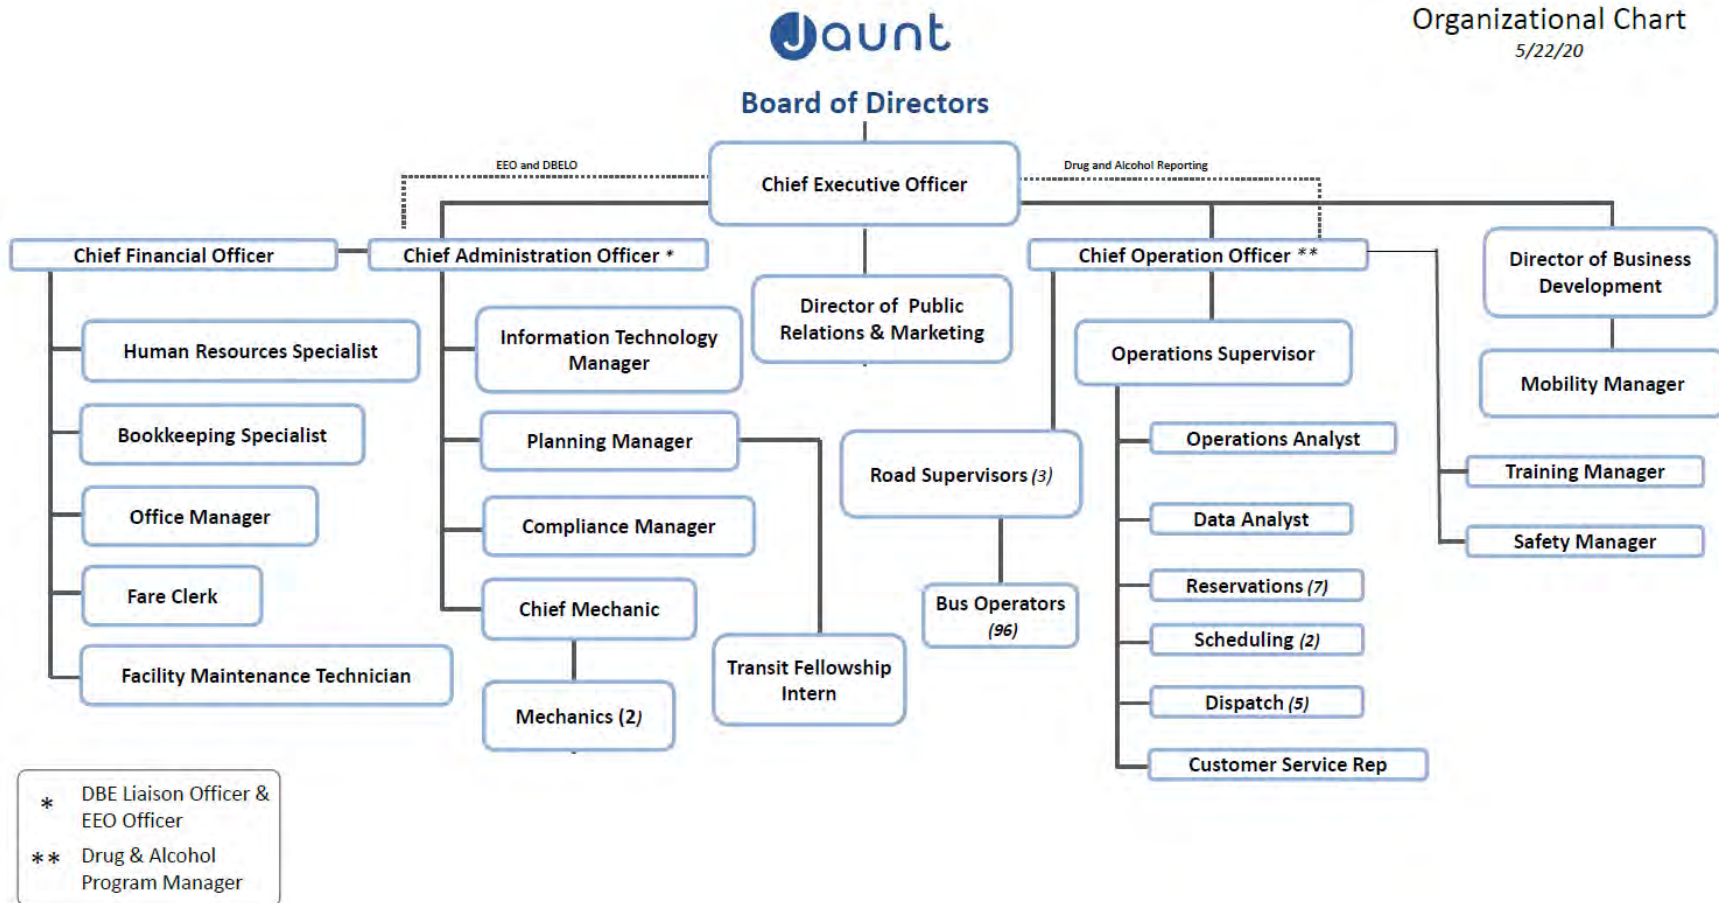 Jaunt
Organizational Chart
5/22/20
Board of Directors
EEO and DBELO
Drug and Alcohol Reporting
Chief Executive Officer
Chief Financial Officer
Chief Administration Officer *
Chief Operation Officer **
Director of Business
Development
Human Resources Specialist
Bookkeeping Specialist
Office Manager
Fare Clerk
Facility Maintenance Technician
Information Technology
Manager
Planning Manager
Compliance Manager
Chief Mechanic
Mechanics (2)
Transit Fellowship
Intern
Director of Public
Relations & Marketing
Road Supervisors (3)
Bus Operators
(96)
Operations Supervisor
Operations Analyst
Data Analyst
Reservations (7)
Scheduling (2)
Dispatch (5)
Customer Service Rep
Mobility Manager
Training Manager
Safety Manager
* DBE Liaison Officer &
EEO Officer
** Drug & Alcohol
Program Manager